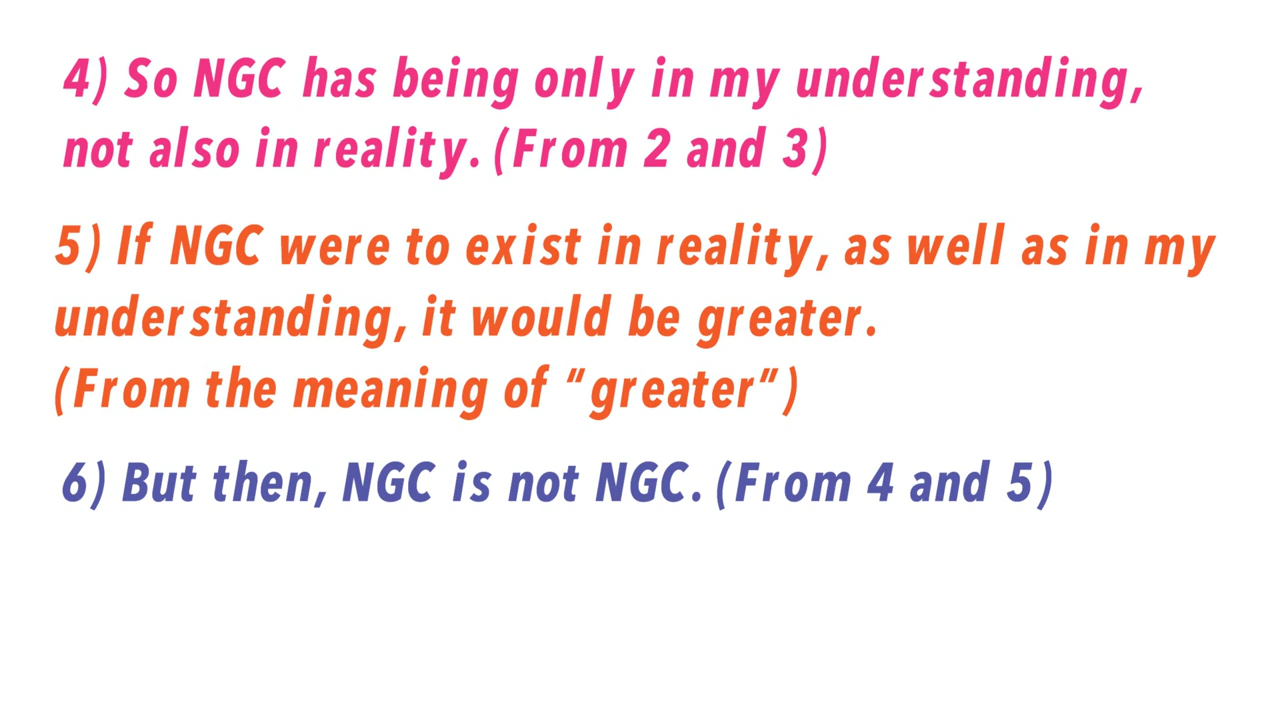 4) So NGC has being only in my understanding,
not also in reality. (From 2 and 3)
5) If NGC were to exist in reality, as well as in my
understanding, it would be greater.
(From the meaning of “greater”)
6) But then, NGC is not NGC. (From 4 and 5)